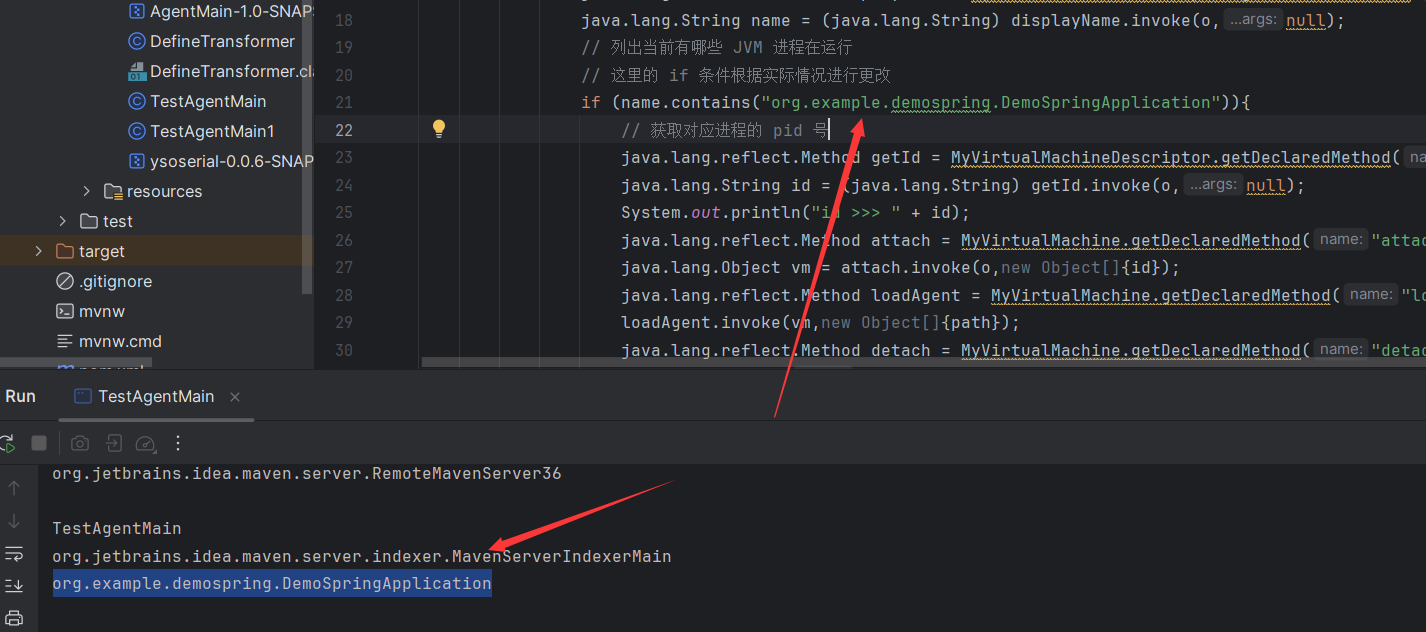 AgentMain-1.0-SNAPS
DefineTransformer
DefineTransformer.cla
TestAgentMain
TestAgentMain1
ysoserial-0.0.6-SNAP
resources
test
target
.gitignore
mvnw
mvnw.cmd
18 java.lang.String name = (java.lang.String) displayName.invoke(o, ...args: null);
19 // 列出当前有哪些 JVM 进程在运行
20 // 这里的 if 条件根据实际情况进行更改
21 if (name.contains("org.example.demospring.DemoSpringApplication")){
22 // 获取对应进程的 pid 号
23 java.lang.reflect.Method getId = MyVirtualMachineDescriptor.getDeclaredMethod( na
24 java.lang.String id = (java.lang.String) getId.invoke(o, ...args: null);
25 System.out.println("id >>> " + id);
26 java.lang.reflect.Method attach = MyVirtualMachine.getDeclaredMethod( name: "attac
27 java.lang.Object vm = attach.invoke(o,new Object[]{id});
28 java.lang.reflect.Method loadAgent = MyVirtualMachine.getDeclaredMethod( name: "lo
29 loadAgent.invoke(vm,new Object[]{path});
30 java.lang.reflect.Method detach = MyVirtualMachine.getDeclaredMethod( name: "detac
Run TestAgentMain
org.jetbrains.idea.maven.server.RemoteMavenServer36
TestAgentMain
org.jetbrains.idea.maven.server.indexer.MavenServerIndexerMain
org.example.demospring.DemoSpringApplication